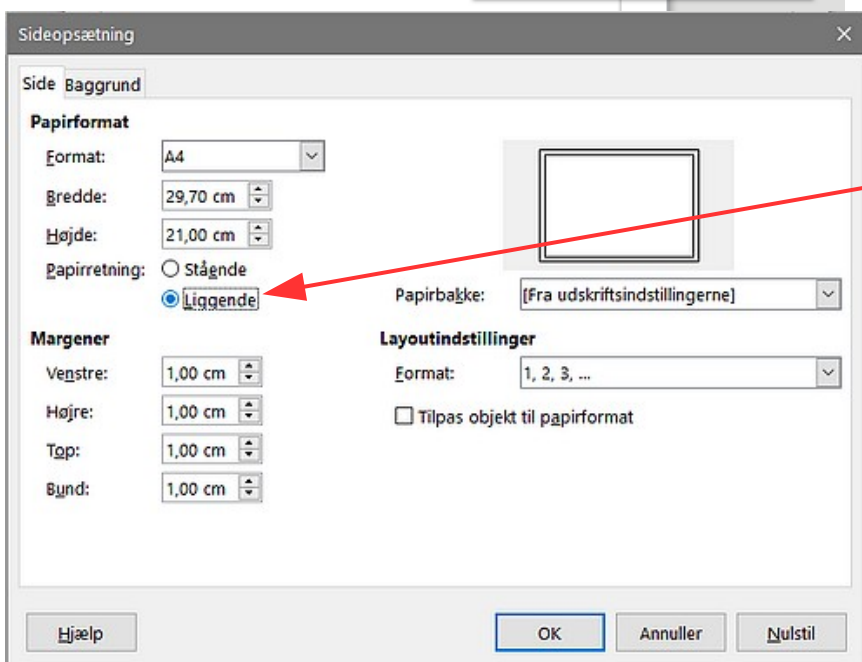 Sideopsætning
Side Baggrund
Papirformat
Format: A4
Bredde: 29,70 cm
Højde: 21,00 cm
Papirretning: Stående
Liggende
Papirbakke: [Fra udskriftsindstillingerne]
Margener
Venstre: 1,00 cm
Højre: 1,00 cm
Top: 1,00 cm
Bund: 1,00 cm
Layoutindstillinger
Format: 1, 2, 3, ...
Tilpas objekt til papirformat
Hjælp OK Annuller Nulstil